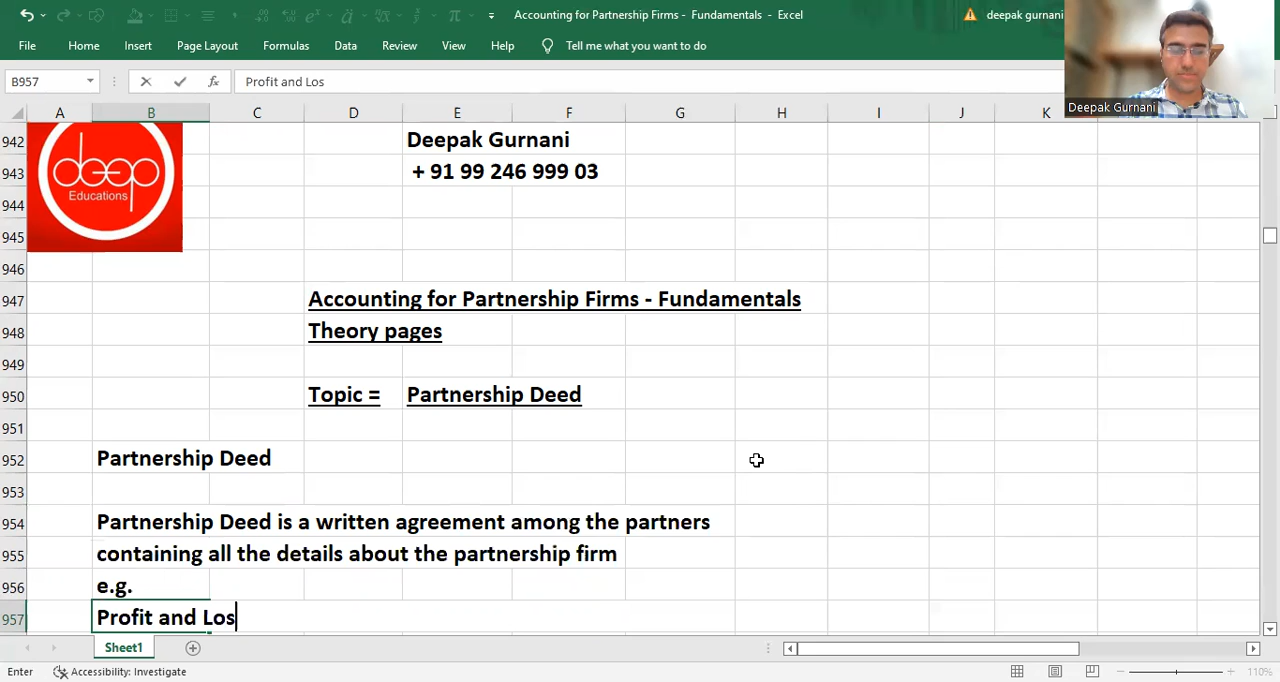 Accounting for Partnership Firms - Fundamentals - Excel
deepak gurnani
File Home Insert Page Layout Formulas Data Review View Help Tell me what you want to do
B957 fx Profit and Los
Deepak Gurnani
A B C D E F G H I J K
942 Deepak Gurnani
943 + 91 99 246 999 03
deep
Educations
944
945
946
947 Accounting for Partnership Firms - Fundamentals
948 Theory pages
949
950 Topic = Partnership Deed
951
952 Partnership Deed
953
954 Partnership Deed is a written agreement among the partners
955 containing all the details about the partnership firm
956 e.g.
957 Profit and Los
Sheet1
Enter Accessibility: Investigate 110%